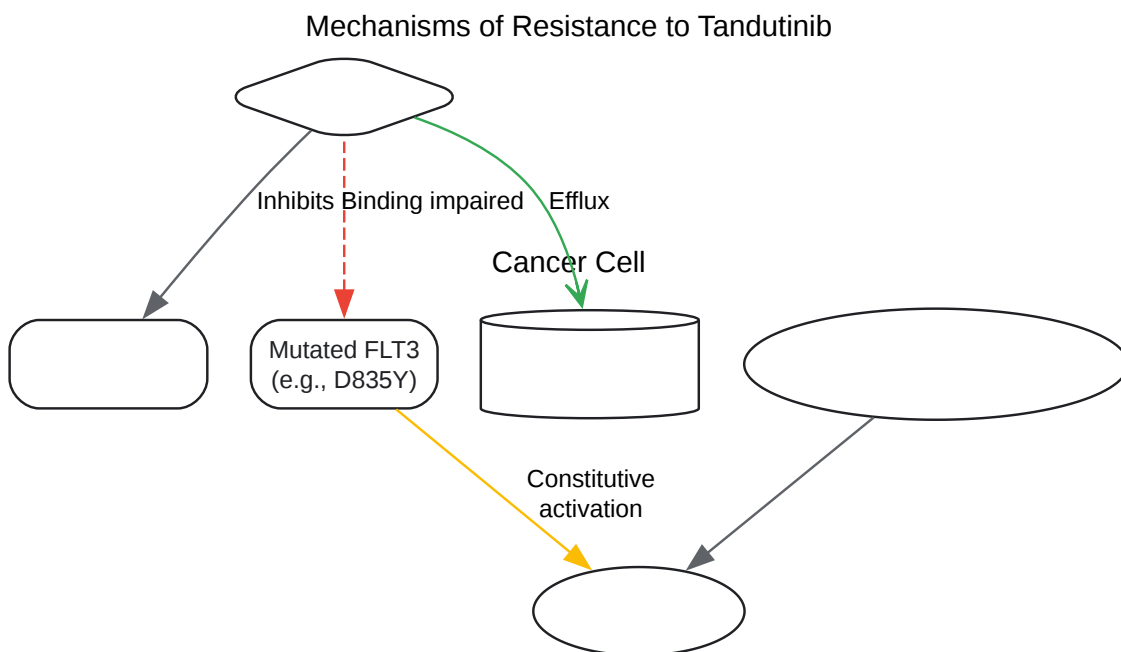 Mechanisms of Resistance to Tandutinib
Inhibits
Binding impaired
Efflux
Cancer Cell
Mutated FLT3
(e.g., D835Y)
Constitutive
activation